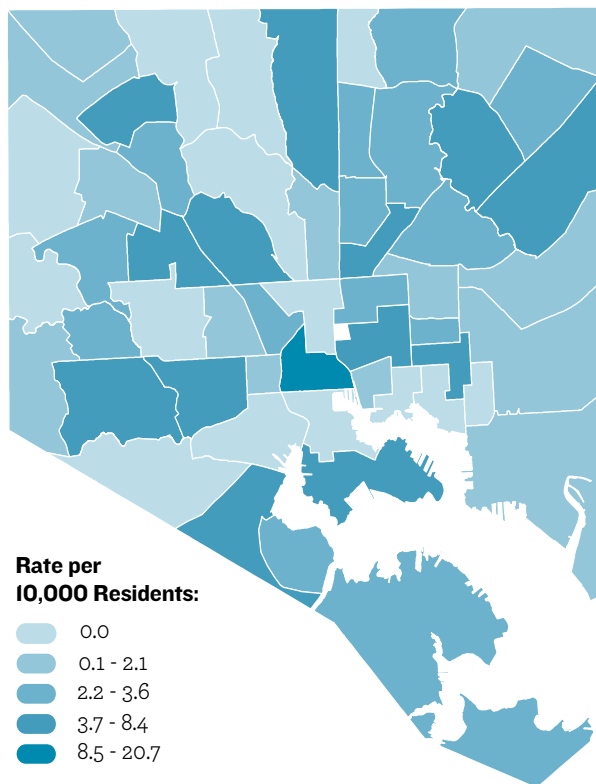 Rate per
10,000 Residents:
0.0
0.1 - 2.1
2.2 - 3.6
3.7 - 8.4
8.5 - 20.7